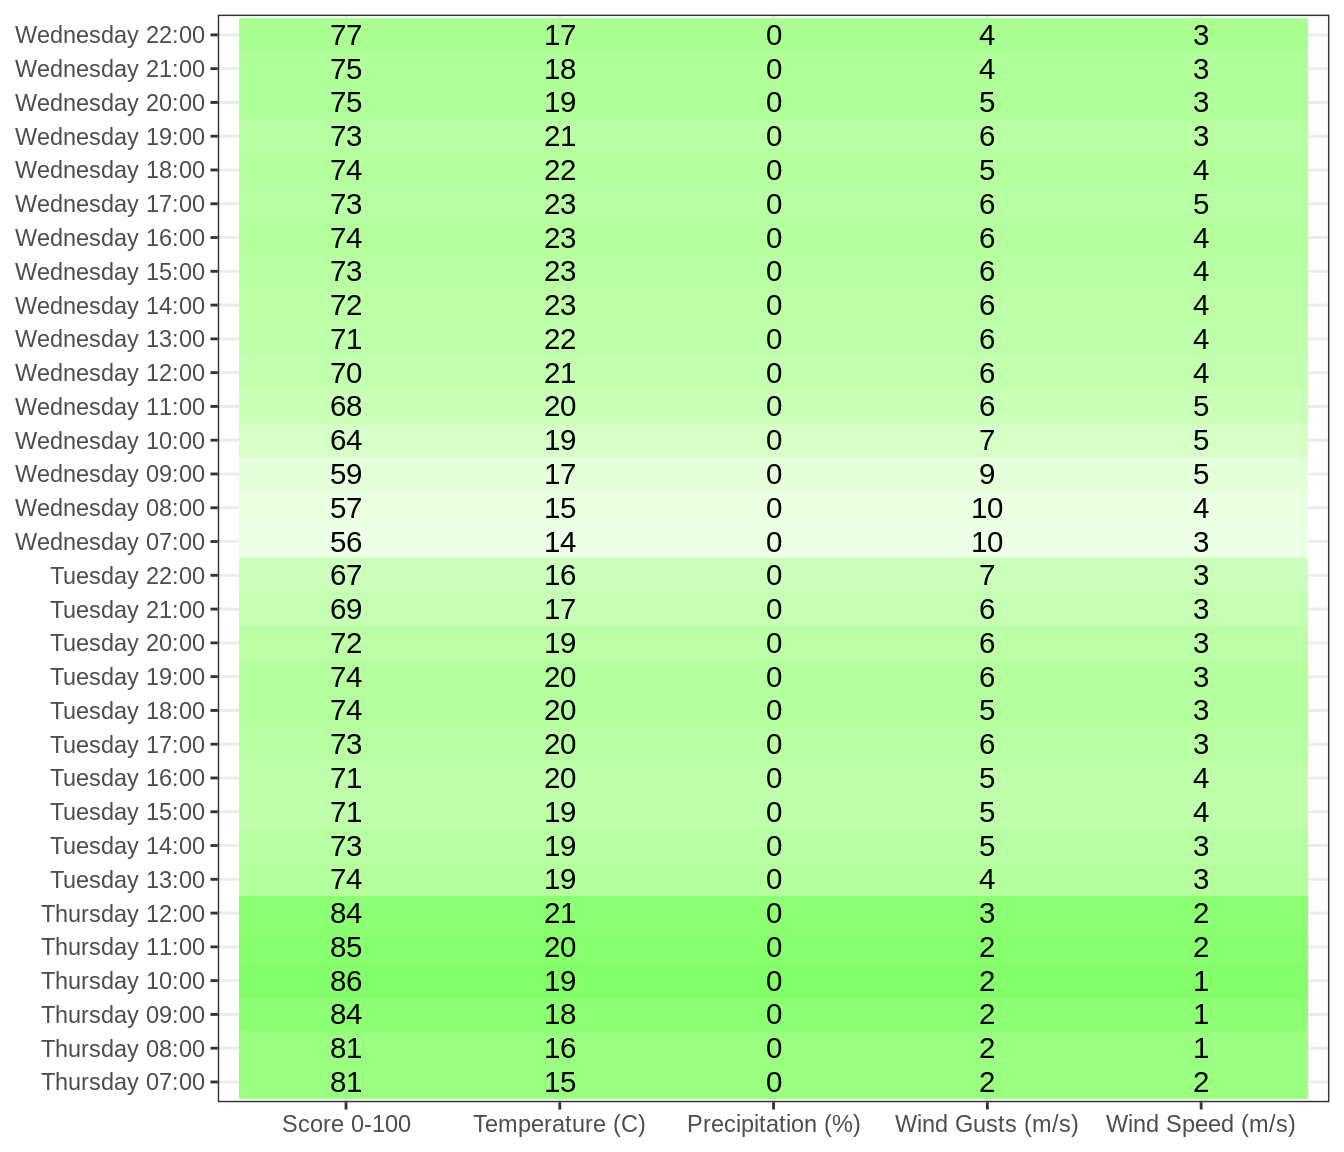 Wednesday 22:00 77 17 0 4 3
Wednesday 21:00 75 18 0 4 3
Wednesday 20:00 75 19 0 5 3
Wednesday 19:00 73 21 0 6 3
Wednesday 18:00 74 22 0 5 4
Wednesday 17:00 73 23 0 6 5
Wednesday 16:00 74 23 0 6 4
Wednesday 15:00 73 23 0 6 4
Wednesday 14:00 72 23 0 6 4
Wednesday 13:00 71 22 0 6 4
Wednesday 12:00 70 21 0 6 4
Wednesday 11:00 68 20 0 6 5
Wednesday 10:00 64 19 0 7 5
Wednesday 09:00 59 17 0 9 5
Wednesday 08:00 57 15 0 10 4
Wednesday 07:00 56 14 0 10 3
Tuesday 22:00 67 16 0 7 3
Tuesday 21:00 69 17 0 6 3
Tuesday 20:00 72 19 0 6 3
Tuesday 19:00 74 20 0 6 3
Tuesday 18:00 74 20 0 5 3
Tuesday 17:00 73 20 0 6 3
Tuesday 16:00 71 20 0 5 4
Tuesday 15:00 71 19 0 5 4
Tuesday 14:00 73 19 0 5 3
Tuesday 13:00 74 19 0 4 3
Thursday 12:00 84 21 0 3 2
Thursday 11:00 85 20 0 2 2
Thursday 10:00 86 19 0 2 1
Thursday 09:00 84 18 0 2 1
Thursday 08:00 81 16 0 2 1
Thursday 07:00 81 15 0 2 2
Score 0-100 Temperature (C) Precipitation (%) Wind Gusts (m/s) Wind Speed (m/s)